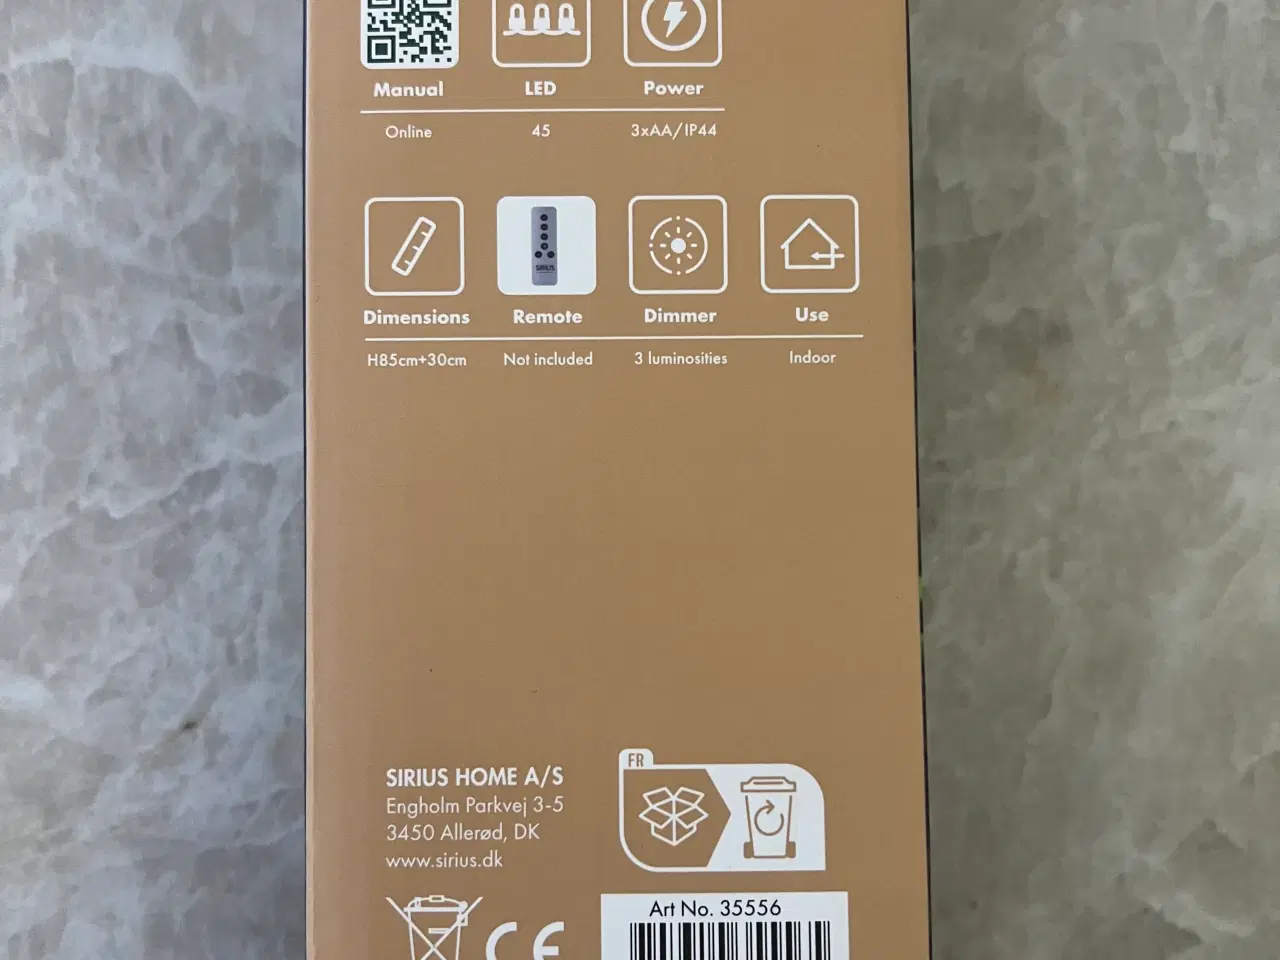 Manual LED Power
Online 45 3xAA/IP44
SIRIUS
Dimensions Remote Dimmer Use
H85cm+30cm Not included 3 luminosities Indoor
FR
SIRIUS HOME A/S
Engholm Parkvej 3-5
3450 Allerød, DK
www.sirius.dk
CE
Art No. 35556